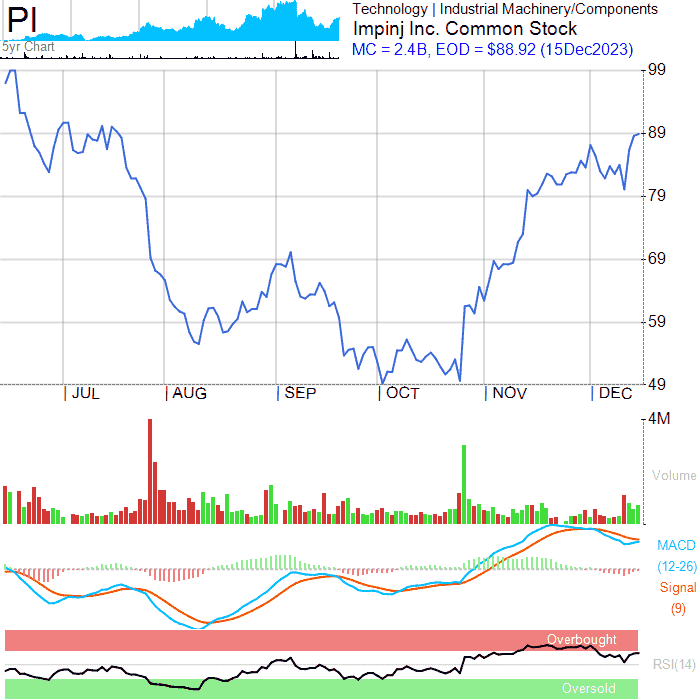 PI
5yr Chart
Technology | Industrial Machinery/Components
Impinj Inc. Common Stock
MC = 2.4B, EOD = $88.92 (15Dec2023)
99
89
79
69
59
49
JUL
AUG
SEP
OCT
NOV
DEC
4M
Volume
MACD
(12-26)
Signal
(9)
Overbought
RSI(14)
Oversold